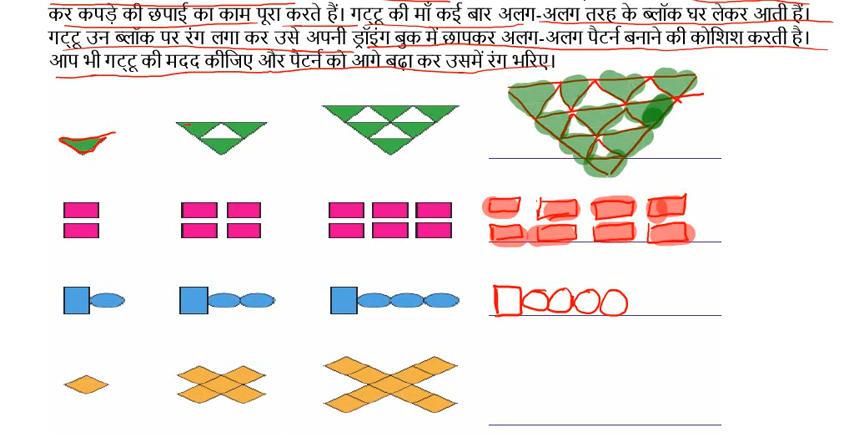 कर कपड़े की छपाई का काम पूरा करते हैं। गट्टू की माँ कई बार अलग-अलग तरह के ब्लॉक घर लेकर आती हैं।
गट्टू उन ब्लॉक पर रंग लगा कर उसे अपनी ड्रॉइंग बुक में छापकर अलग-अलग पैटर्न बनाने की कोशिश करती है।
आप भी गट्टू की मदद कीजिए और पैटर्न को आगे बढ़ा कर उसमें रंग भरिए।